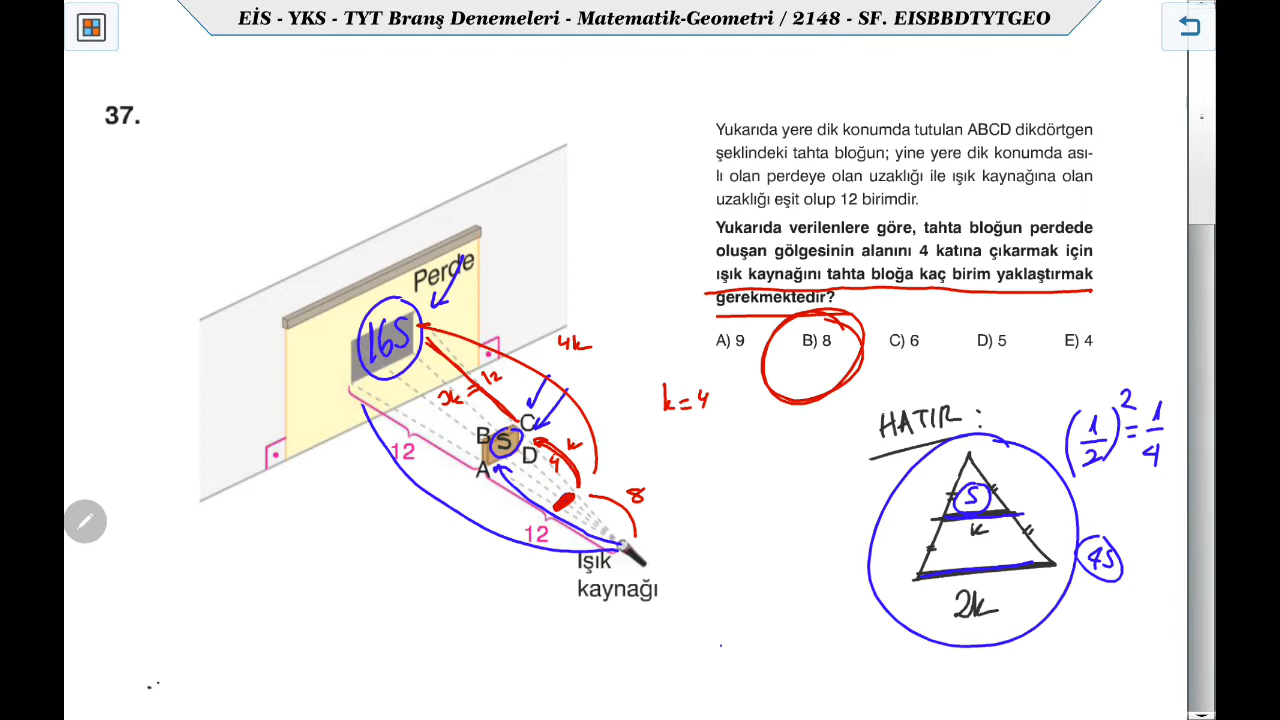 EİS - YKS - TYT Branş Denemeleri - Matematik-Geometri / 2148 - SF. EISBBDTYTGEO
37.
Perde
16S
12
B
C
S
A
D
12
Işık
kaynağı
3k = 12
4k
k
4
8
k = 4
Yukarıda yere dik konumda tutulan ABCD dikdörtgen
şeklindeki tahta bloğun; yine yere dik konumda ası-
lı olan perdeye olan uzaklığı ile ışık kaynağına olan
uzaklığı eşit olup 12 birimdir.
Yukarıda verilenlere göre, tahta bloğun perdede
oluşan gölgesinin alanını 4 katına çıkarmak için
ışık kaynağını tahta bloğa kaç birim yaklaştırmak
gerekmektedir?
A) 9 B) 8 C) 6 D) 5 E) 4
HATIR :
(1/2)² = 1/4
S
k
4S
2k